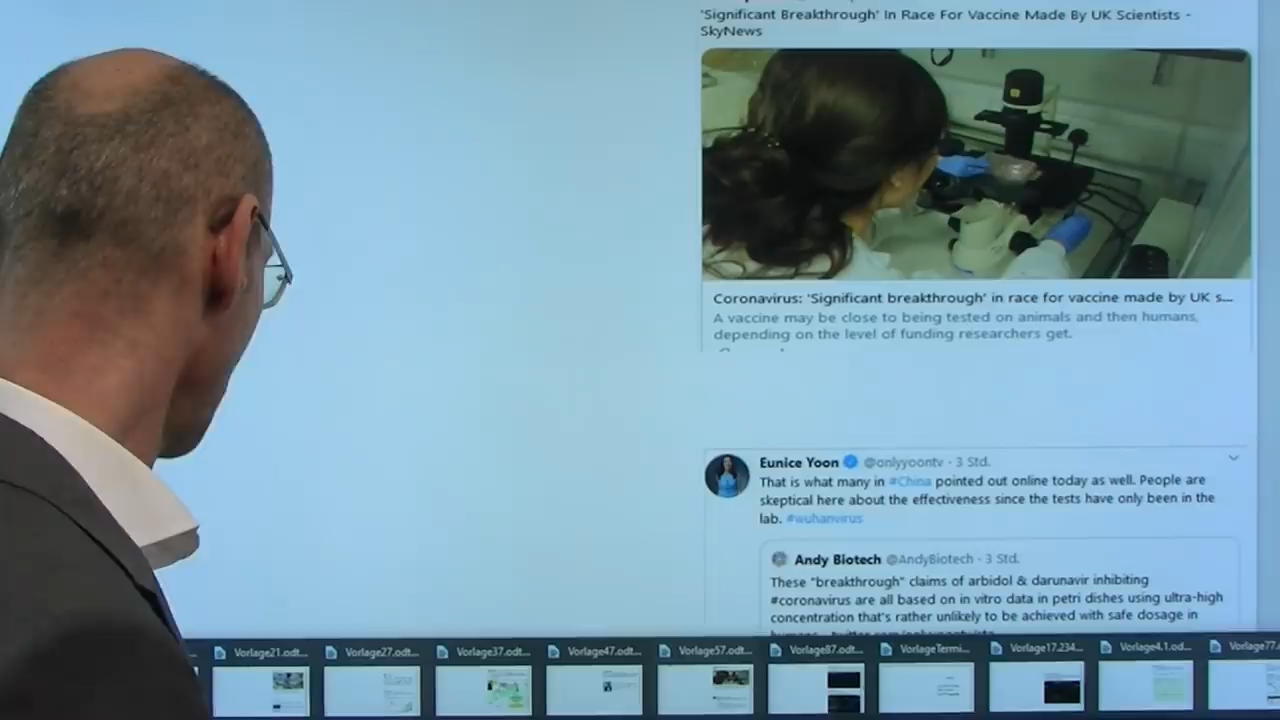 'Significant Breakthrough' In Race For Vaccine Made By UK Scientists -
SkyNews
Coronavirus: 'Significant breakthrough' in race for vaccine made by UK s...
A vaccine may be close to being tested on animals and then humans,
depending on the level of funding researchers get.
Eunice Yoon @onlyyoontv · 3 Std.
That is what many in #China pointed out online today as well. People are
skeptical here about the effectiveness since the tests have only been in the
lab. #wuhanvirus
Andy Biotech @AndyBiotech · 3 Std.
These "breakthrough" claims of arbidol & darunavir inhibiting
#coronavirus are all based on in vitro data in petri dishes using ultra-high
concentration that's rather unlikely to be achieved with safe dosage in
Vorlage21.odt... Vorlage27.odt... Vorlage37.odt... Vorlage47.odt... Vorlage57.odt... Vorlage87.odt... VorlageTermi... Vorlage17.234... Vorlage4.1.od... Vorlage77....